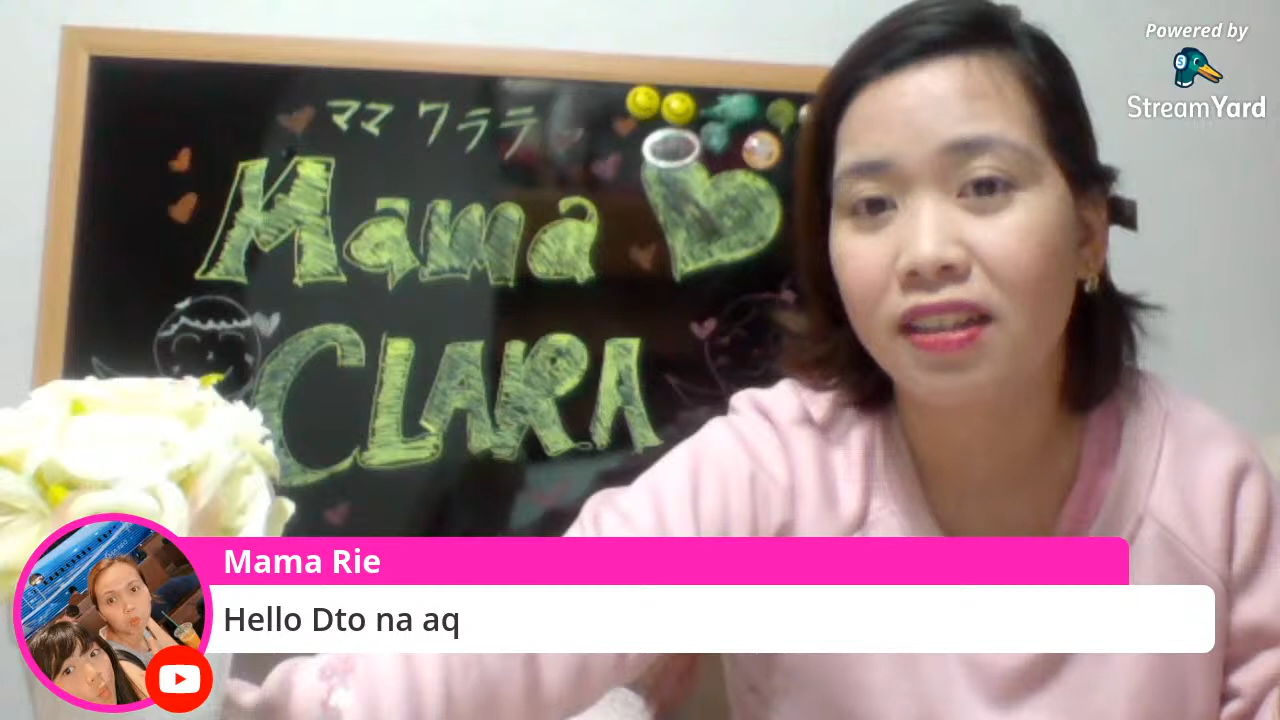 Powered by
StreamYard
ママ クララ
Mama
CLARA
Mama Rie
Hello Dto na aq